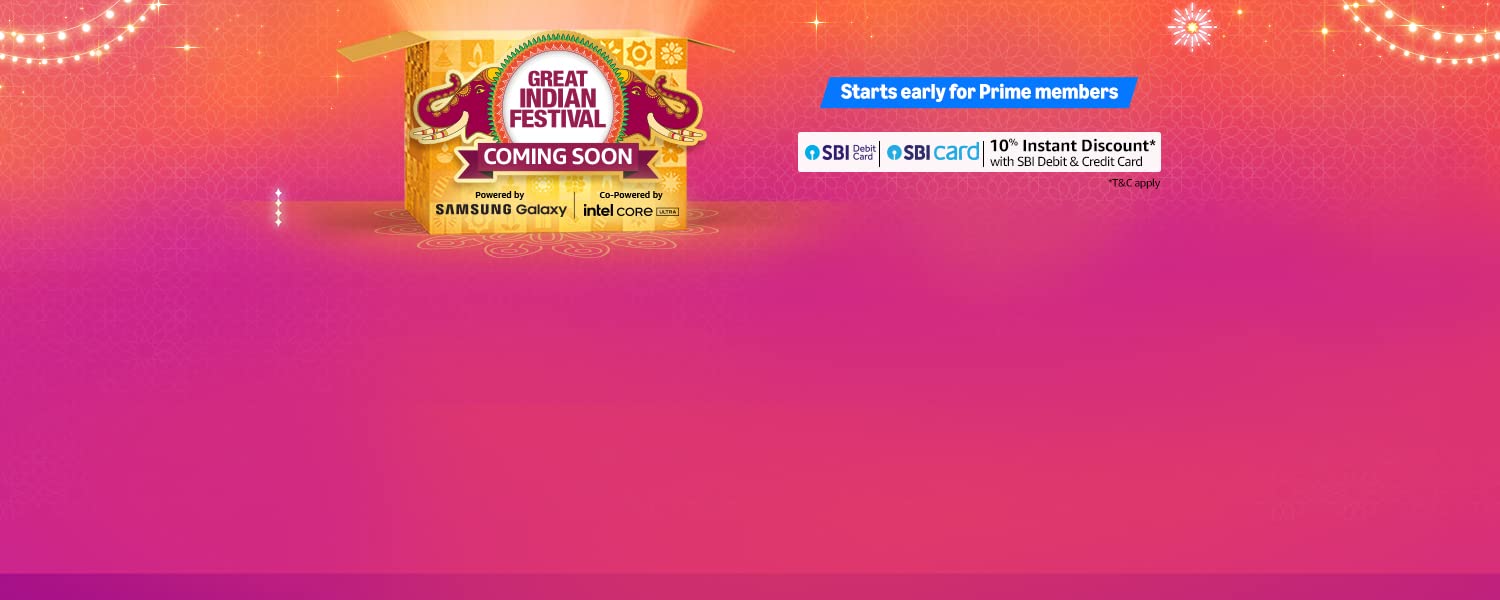 GREAT
INDIAN
FESTIVAL
COMING SOON
Powered by
SAMSUNG Galaxy
Co-Powered by
intel CORE ULTRA
Starts early for Prime members
SBI Debit Card
SBI card
10% Instant Discount*
with SBI Debit & Credit Card
*T&C apply